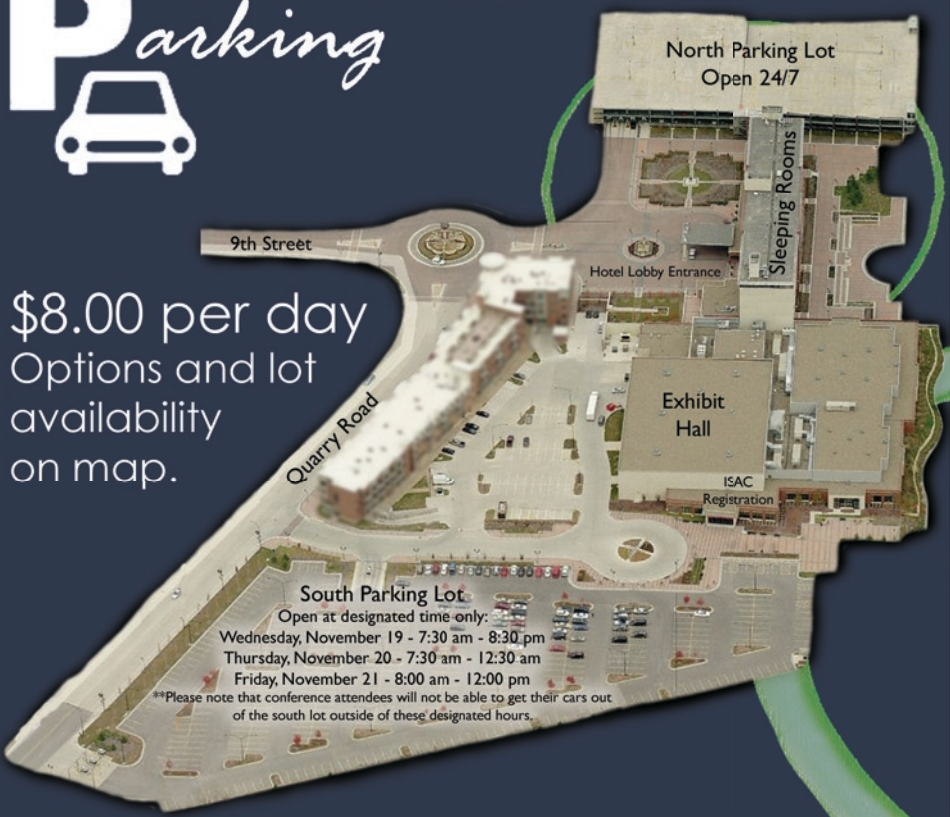 Parking
North Parking Lot
Open 24/7
Sleeping Rooms
9th Street
Hotel Lobby Entrance
$8.00 per day
Options and lot
availability
on map.
Quarry Road
Exhibit
Hall
ISAC
Registration
South Parking Lot
Open at designated time only:
Wednesday, November 19 - 7:30 am - 8:30 pm
Thursday, November 20 - 7:30 am - 12:30 am
Friday, November 21 - 8:00 am - 12:00 pm
**Please note that conference attendees will not be able to get their cars out
of the south lot outside of these designated hours.